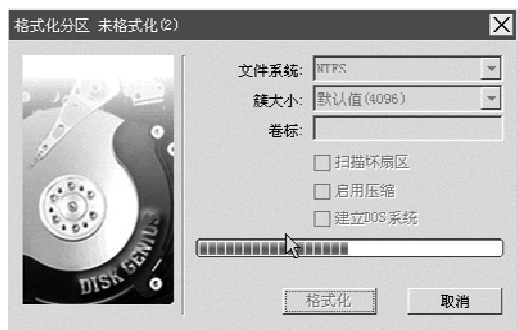 格式化分区 未格式化(2)
文件系统: NTFS
簇大小: 默认值(4096)
卷标:
扫描坏扇区
启用压缩
建立DOS系统
DISK GENIUS
格式化 取消